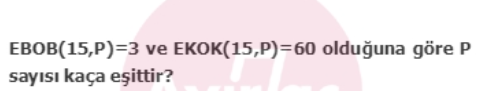 EBOB(15,P)=3 ve EKOK(15,P)=60 olduğuna göre P
sayısı kaça eşittir?